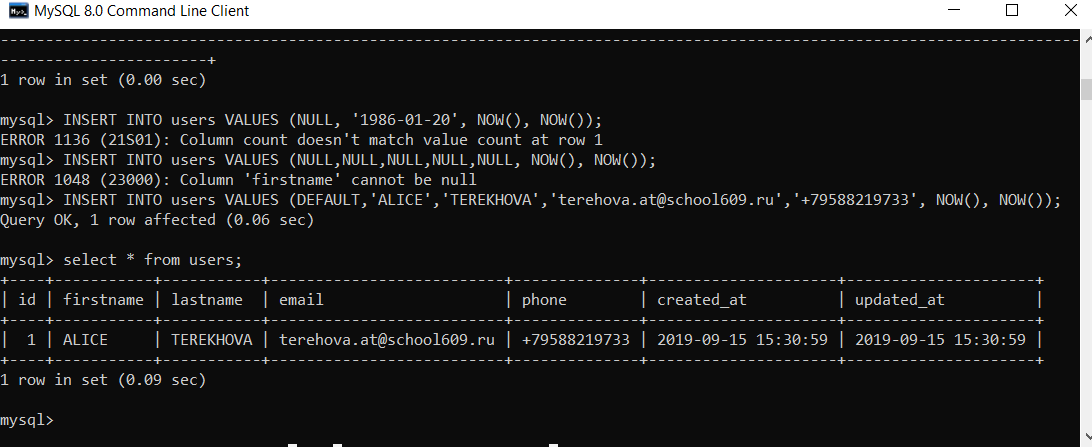 MySQL 8.0 Command Line Client
--------------------------------------------------------------------------------------------------------------------------
-----------------------+
1 row in set (0.00 sec)
mysql> INSERT INTO users VALUES (NULL, '1986-01-20', NOW(), NOW());
ERROR 1136 (21S01): Column count doesn't match value count at row 1
mysql> INSERT INTO users VALUES (NULL,NULL,NULL,NULL,NULL, NOW(), NOW());
ERROR 1048 (23000): Column 'firstname' cannot be null
mysql> INSERT INTO users VALUES (DEFAULT,'ALICE','TEREKHOVA','terehova.at@school609.ru','+79588219733', NOW(), NOW());
Query OK, 1 row affected (0.06 sec)
mysql> select * from users;
+----+-----------+-----------+--------------------------+--------------+---------------------+---------------------+
| id | firstname | lastname  | email                    | phone        | created_at          | updated_at          |
+----+-----------+-----------+--------------------------+--------------+---------------------+---------------------+
|  1 | ALICE     | TEREKHOVA | terehova.at@school609.ru | +79588219733 | 2019-09-15 15:30:59 | 2019-09-15 15:30:59 |
+----+-----------+-----------+--------------------------+--------------+---------------------+---------------------+
1 row in set (0.09 sec)
mysql>